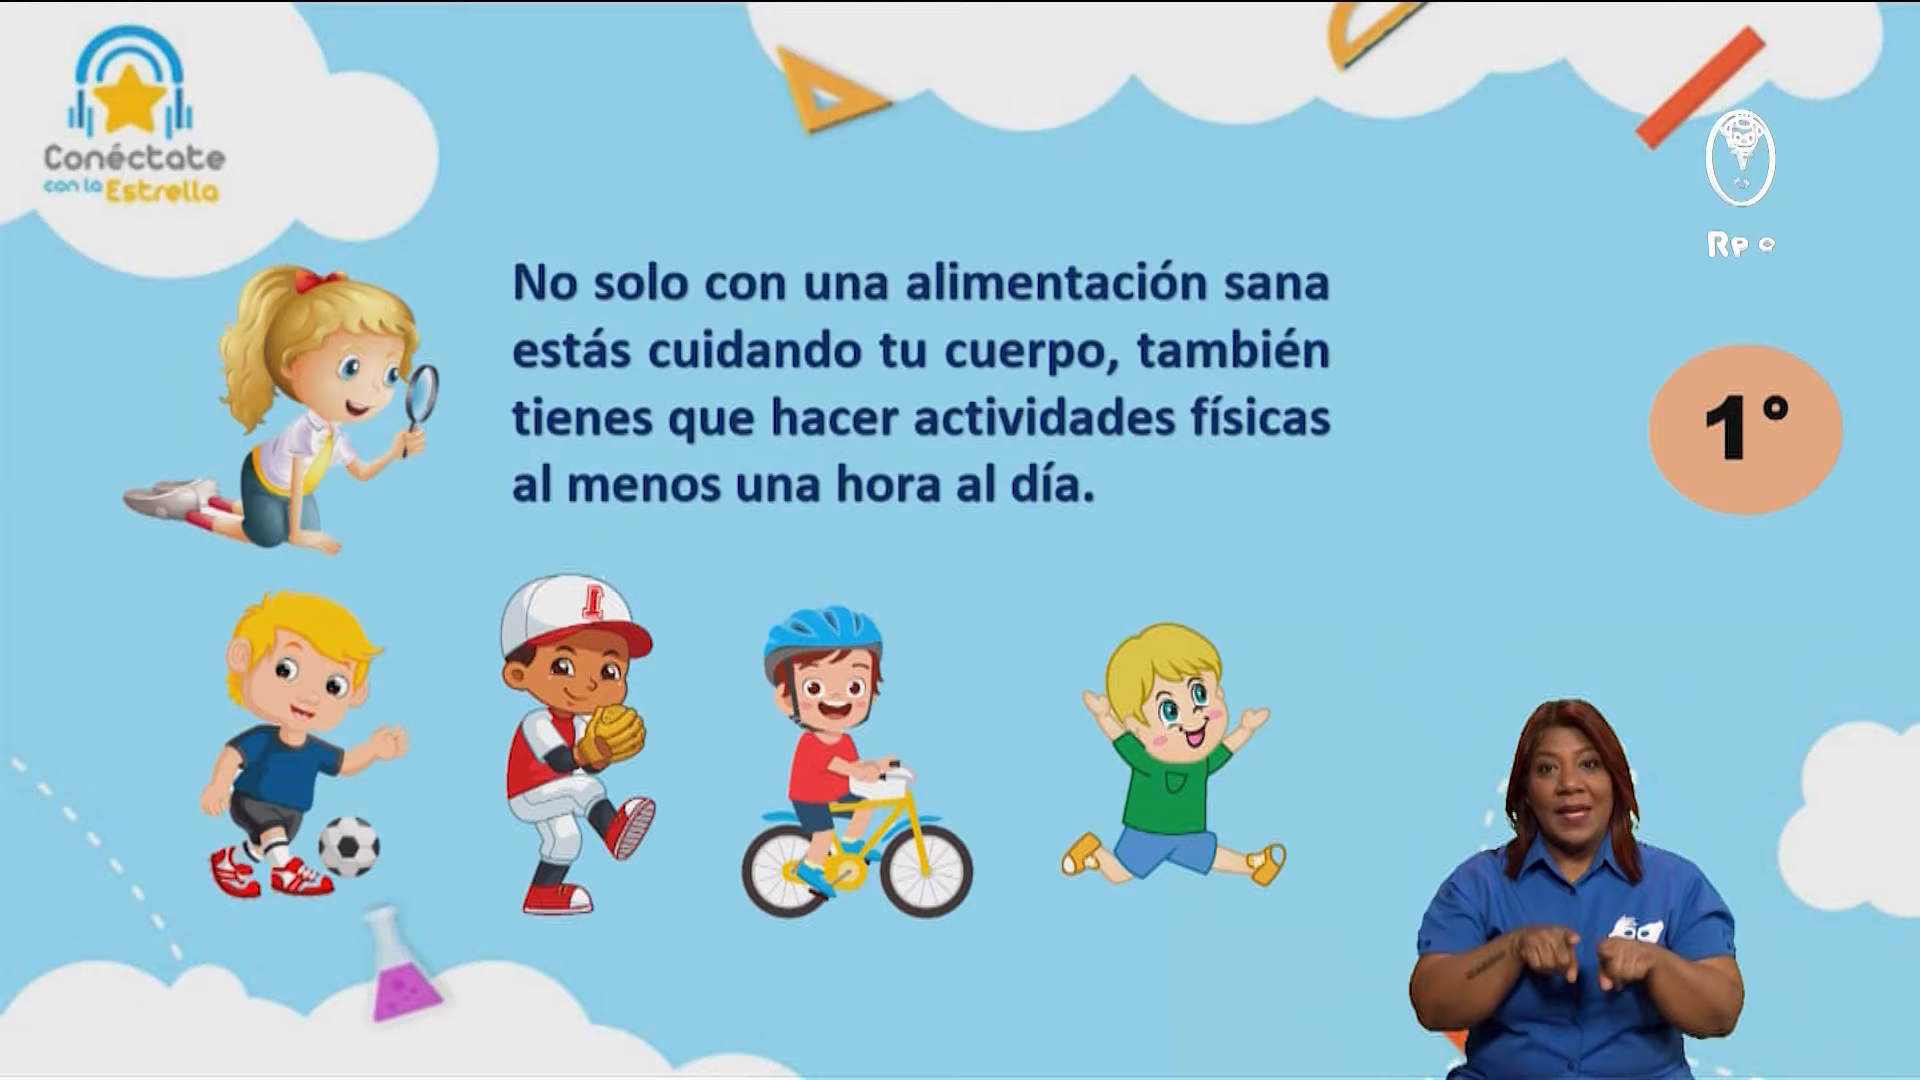 Conéctate
con la Estrella
No solo con una alimentación sana
estás cuidando tu cuerpo, también
tienes que hacer actividades físicas
al menos una hora al día.
1°